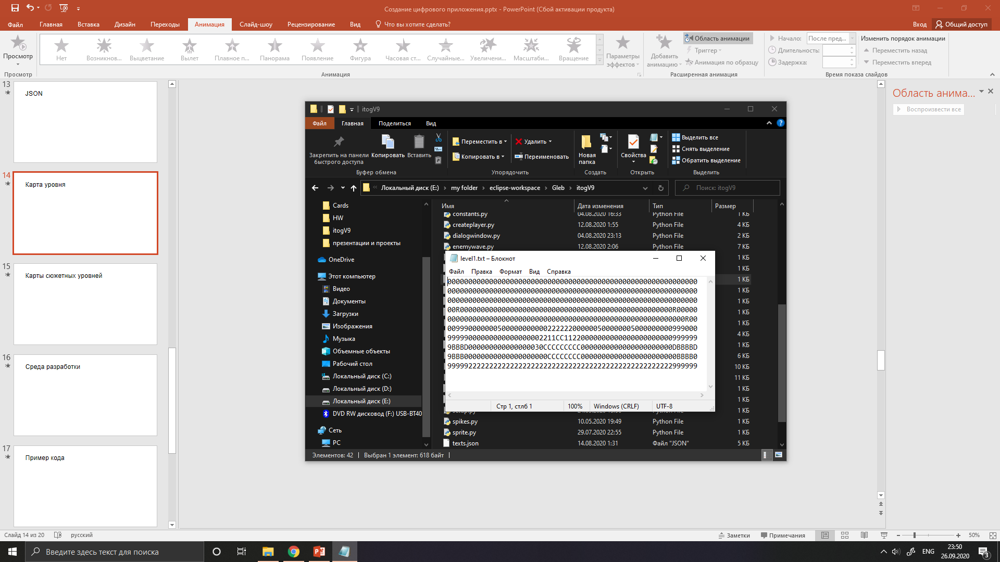 Создание цифрового приложения.pptx - PowerPoint (Сбой активации продукта)
Файл Главная Вставка Дизайн Переходы Анимация Слайд-шоу Рецензирование Вид Что вы хотите сделать? Вход Общий доступ
Просмотр
Нет Возникнов... Выцветание Вылет Плавное п... Панорама Появление Фигура Часовая ст... Случайные... Увеличени... Масштаби... Вращение
Параметры эффектов
Добавить анимацию
Область анимации
Триггер
Анимация по образцу
Начало: После пред...
Длительность:
Задержка:
Изменить порядок анимации
Переместить назад
Переместить вперед
Просмотр Анимация Расширенная анимация Время показа слайдов
13
JSON
14
Карта уровня
15
Карты сюжетных уровней
16
Среда разработки
17
Пример кода
Область анима...
Воспроизвести все
itogV9
Файл Главная Поделиться Вид
Закрепить на панели быстрого доступа
Копировать
Вставить
Переместить в
Копировать в
Удалить
Переименовать
Новая папка
Свойства
Выделить все
Снять выделение
Обратить выделение
Буфер обмена Упорядочить Создать Открыть Выделить
Локальный диск (E:) my folder eclipse-workspace Gleb itogV9
Поиск: itogV9
Cards
HW
itogV9
презентации и проекты
OneDrive
Этот компьютер
Видео
Документы
Загрузки
Изображения
Музыка
Объемные объекты
Рабочий стол
Локальный диск (C:)
Локальный диск (D:)
Локальный диск (E:)
DVD RW дисковод (F:) USB-BT40
Сеть
PC
Имя Дата изменения Тип Размер
constants.py 04.08.2020 16:33 Python File 1 КБ
createplayer.py 12.08.2020 1:55 Python File 4 КБ
dialogwindow.py 04.08.2020 23:13 Python File 2 КБ
enemywave.py 12.08.2020 2:06 Python File 7 КБ
1 КБ
1 КБ
1 КБ
1 КБ
1 КБ
1 КБ
1 КБ
4 КБ
1 КБ
6 КБ
10 КБ
11 КБ
1 КБ
1 КБ
1 КБ
spikes.py 10.05.2020 19:49 Python File 1 КБ
sprite.py 29.07.2020 22:55 Python File 1 КБ
texts.json 14.08.2020 1:31 Файл "JSON" 5 КБ
Элементов: 42 Выбран 1 элемент: 618 байт
level1.txt – Блокнот
Файл Правка Формат Вид Справка
000000000000000000000000000000000000000000000000000000000000
000000000000000000000000000000000000000000000000000000000000
000000000000000000000000000000000000000000000000000000000000
00R000000000000000000000000000000000000000000000000000R00000
000000000000000000000000000000000000000000000000000000000R00
009990000000500000000000222222000000500000005000000000999000
9999900000000000000000221​1CC1122000000000000000000000000999999
9BBBD000000000000000030CCCCCCCCC0000000000000000000000DBBBBD
9BBB00000000000000000000CCCCCCCC00000000000000000000000BBBB0
999992222222222222222222222222222222222222222222222222999999
Стр 1, стлб 1 100% Windows (CRLF) UTF-8
Слайд 14 из 20 русский Заметки Примечания 50%
Введите здесь текст для поиска
ENG
23:50
26.09.2020
3